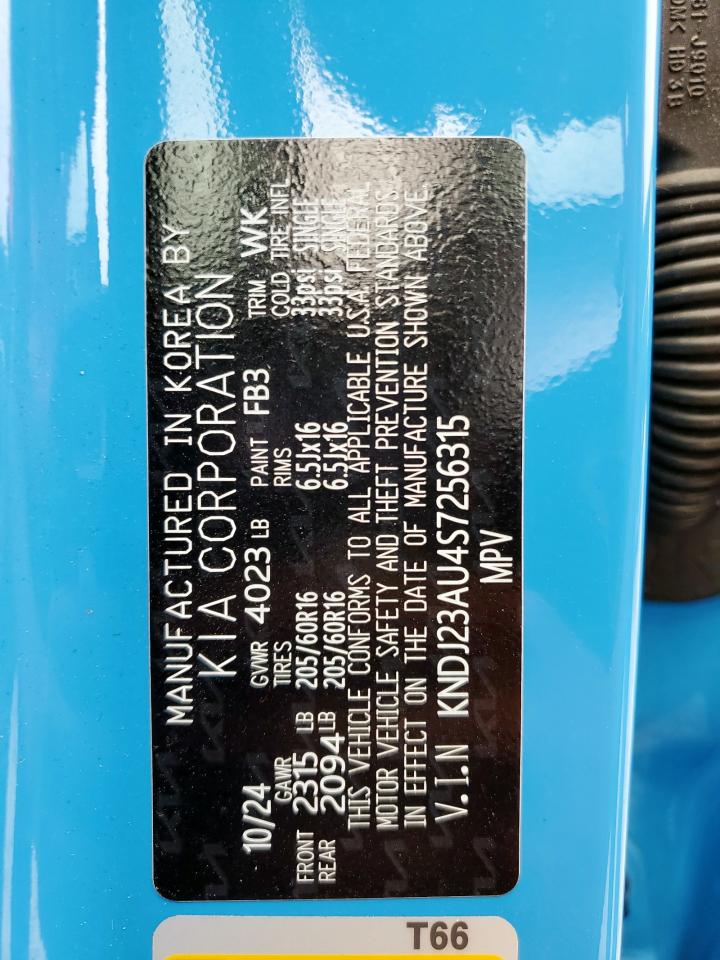 MANUFACTURED IN KOREA BY
KIA CORPORATION
10/24 GVWR 4023 LB PAINT FB3 TRIM WK
GAWR TIRES RIMS COLD TIRE INFL
FRONT 2315 LB 205/60R16 6.5Jx16 33psi SINGLE
REAR 2094 LB 205/60R16 6.5Jx16 33psi SINGLE
THIS VEHICLE CONFORMS TO ALL APPLICABLE U.S.A. FEDERAL
MOTOR VEHICLE SAFETY AND THEFT PREVENTION STANDARDS
IN EFFECT ON THE DATE OF MANUFACTURE SHOWN ABOVE.
V.I.N KNDJ23AU4S7256315
MPV
T66
J9010
HD 3B